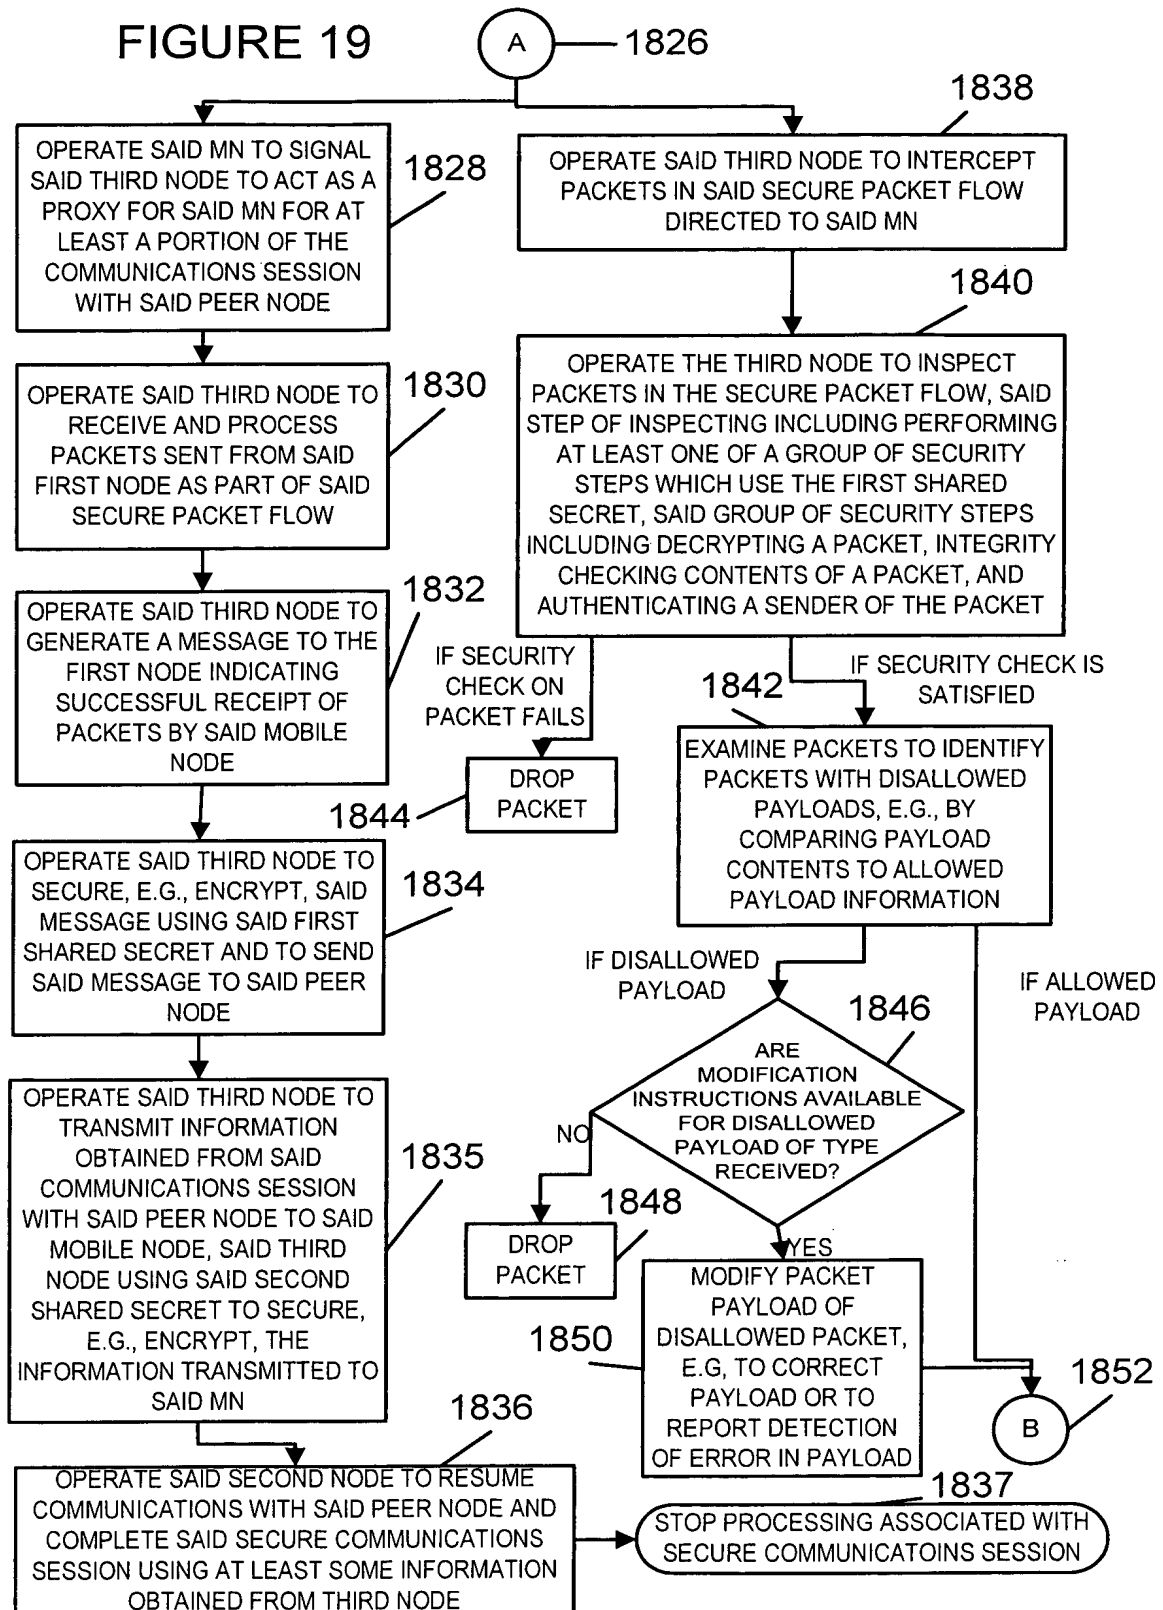 FIGURE 19
A
1826
OPERATE SAID MN TO SIGNAL
SAID THIRD NODE TO ACT AS A
PROXY FOR SAID MN FOR AT
LEAST A PORTION OF THE
COMMUNICATIONS SESSION
WITH SAID PEER NODE
1828
OPERATE SAID THIRD NODE TO
RECEIVE AND PROCESS
PACKETS SENT FROM SAID
FIRST NODE AS PART OF SAID
SECURE PACKET FLOW
1830
OPERATE SAID THIRD NODE TO
GENERATE A MESSAGE TO THE
FIRST NODE INDICATING
SUCCESSFUL RECEIPT OF
PACKETS BY SAID MOBILE
NODE
1832
OPERATE SAID THIRD NODE TO
SECURE, E.G., ENCRYPT, SAID
MESSAGE USING SAID FIRST
SHARED SECRET AND TO SEND
SAID MESSAGE TO SAID PEER
NODE
1834
OPERATE SAID THIRD NODE TO
TRANSMIT INFORMATION
OBTAINED FROM SAID
COMMUNICATIONS SESSION
WITH SAID PEER NODE TO SAID
MOBILE NODE, SAID THIRD
NODE USING SAID SECOND
SHARED SECRET TO SECURE,
E.G., ENCRYPT, THE
INFORMATION TRANSMITTED TO
SAID MN
1835
1836
OPERATE SAID SECOND NODE TO RESUME
COMMUNICATIONS WITH SAID PEER NODE AND
COMPLETE SAID SECURE COMMUNICATIONS
SESSION USING AT LEAST SOME INFORMATION
OBTAINED FROM THIRD NODE
1837
STOP PROCESSING ASSOCIATED WITH
SECURE COMMUNICATOINS SESSION
1838
OPERATE SAID THIRD NODE TO INTERCEPT
PACKETS IN SAID SECURE PACKET FLOW
DIRECTED TO SAID MN
1840
OPERATE THE THIRD NODE TO INSPECT
PACKETS IN THE SECURE PACKET FLOW, SAID
STEP OF INSPECTING INCLUDING PERFORMING
AT LEAST ONE OF A GROUP OF SECURITY
STEPS WHICH USE THE FIRST SHARED
SECRET, SAID GROUP OF SECURITY STEPS
INCLUDING DECRYPTING A PACKET, INTEGRITY
CHECKING CONTENTS OF A PACKET, AND
AUTHENTICATING A SENDER OF THE PACKET
IF SECURITY
CHECK ON
PACKET FAILS
DROP
PACKET
1844
IF SECURITY CHECK IS
SATISFIED
1842
EXAMINE PACKETS TO IDENTIFY
PACKETS WITH DISALLOWED
PAYLOADS, E.G., BY
COMPARING PAYLOAD
CONTENTS TO ALLOWED
PAYLOAD INFORMATION
IF DISALLOWED
PAYLOAD
IF ALLOWED
PAYLOAD
1846
ARE
MODIFICATION
INSTRUCTIONS AVAILABLE
FOR DISALLOWED
PAYLOAD OF TYPE
RECEIVED?
NO
1848
DROP
PACKET
YES
MODIFY PACKET
PAYLOAD OF
DISALLOWED PACKET,
E.G, TO CORRECT
PAYLOAD OR TO
REPORT DETECTION
OF ERROR IN PAYLOAD
1850
B
1852